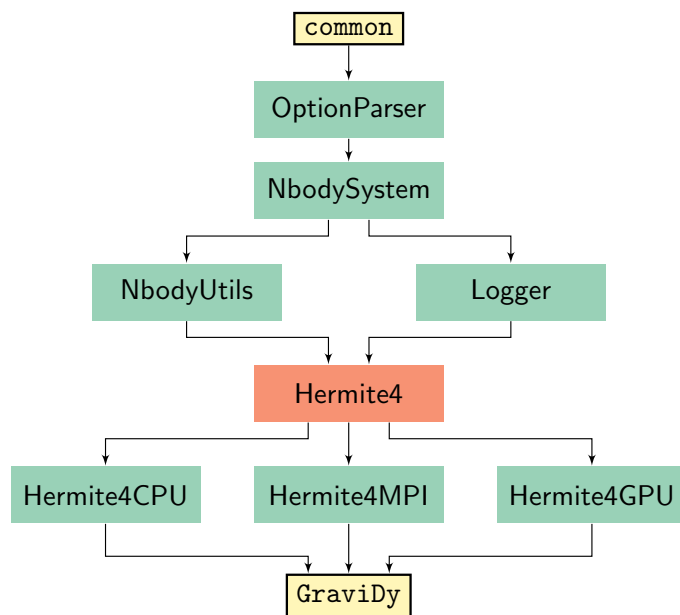 common
OptionParser
NbodySystem
NbodyUtils
Logger
Hermite4
Hermite4CPU
Hermite4MPI
Hermite4GPU
GraviDy